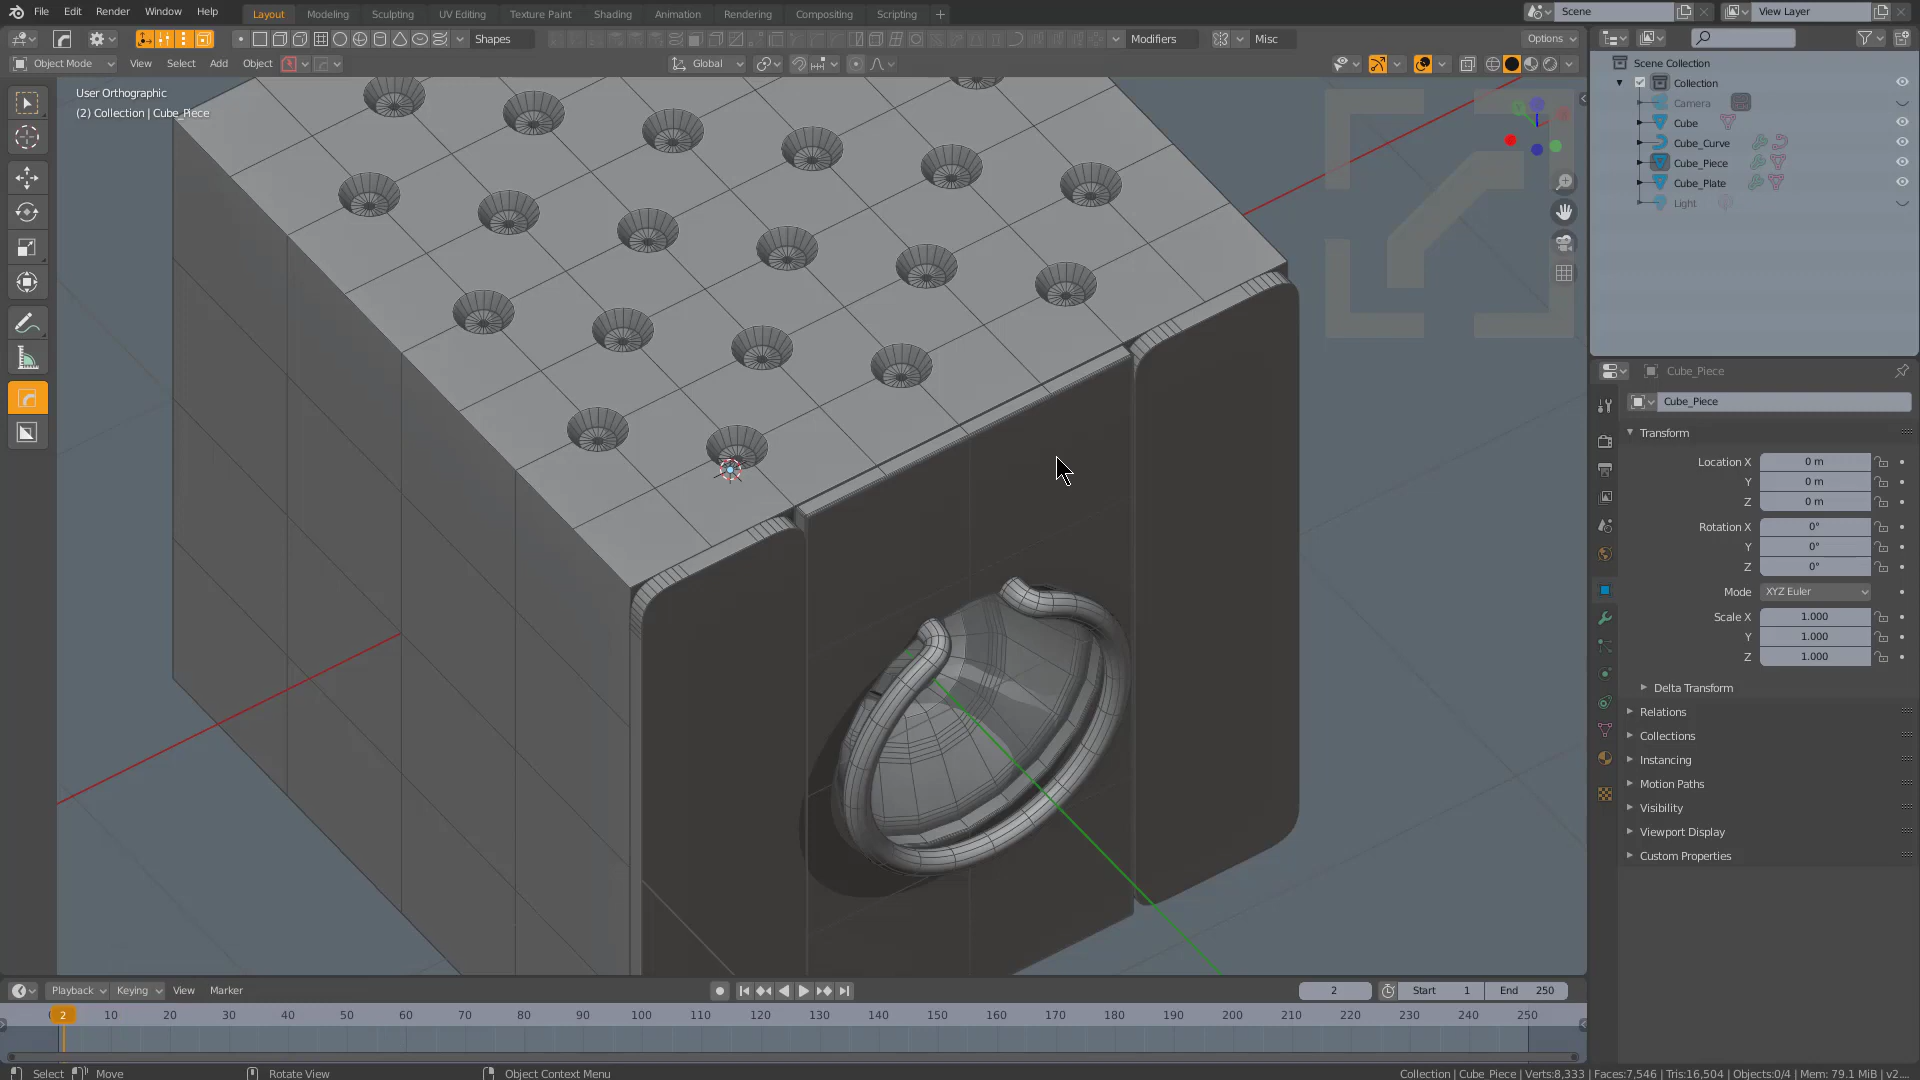 File Edit Render Window Help Layout Modeling Sculpting UV Editing Texture Paint Shading Animation Rendering Compositing Scripting Scene View Layer
Shapes Modifiers Misc Options
Object Mode View Select Add Object Global
User Orthographic
(2) Collection | Cube_Piece
Scene Collection
Collection
Camera
Cube
Cube_Curve
Cube_Piece
Cube_Plate
Light
Cube_Piece
Cube_Piece
Transform
Location X 0 m
Y 0 m
Z 0 m
Rotation X 0°
Y 0°
Z 0°
Mode XYZ Euler
Scale X 1.000
Y 1.000
Z 1.000
Delta Transform
Relations
Collections
Instancing
Motion Paths
Visibility
Viewport Display
Custom Properties
Playback Keying View Marker 2 Start 1 End 250
2 10 20 30 40 50 60 70 80 90 100 110 120 130 140 150 160 170 180 190 200 210 220 230 240 250
Select Move Rotate View Object Context Menu Collection | Cube_Piece | Verts:8,333 | Faces:7,546 | Tris:16,504 | Objects:0/4 | Mem: 79.1 MiB | v2....